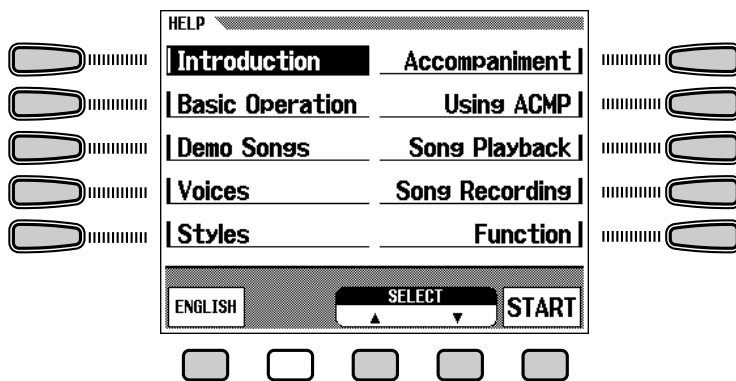 HELP
Introduction
Accompaniment
Basic Operation
Using ACMP
Demo Songs
Song Playback
Voices
Song Recording
Styles
Function
ENGLISH
SELECT
▲ ▼
START